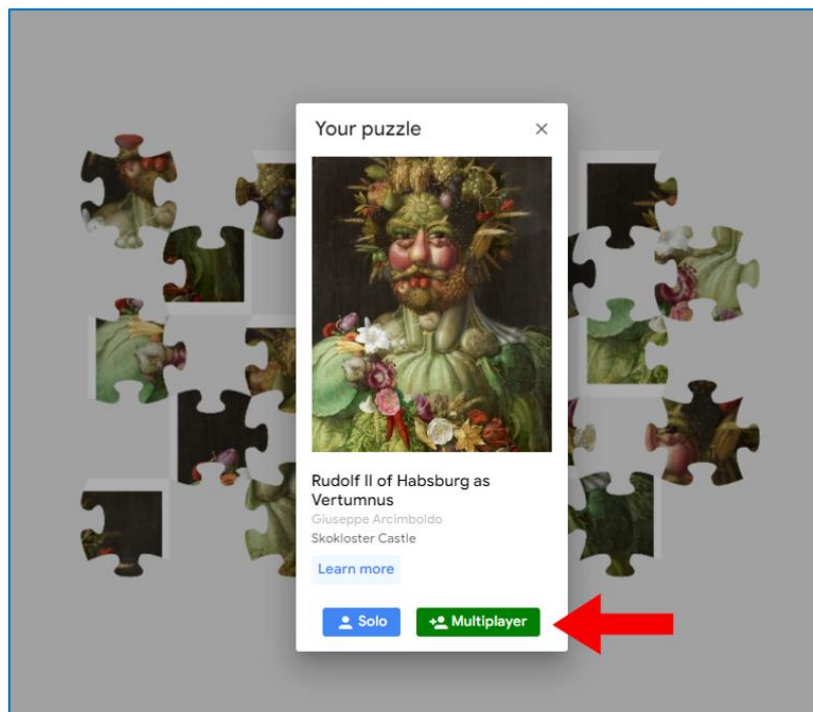 Your puzzle
Rudolf II of Habsburg as
Vertumnus
Giuseppe Arcimboldo
Skokloster Castle
Learn more
Solo
Multiplayer